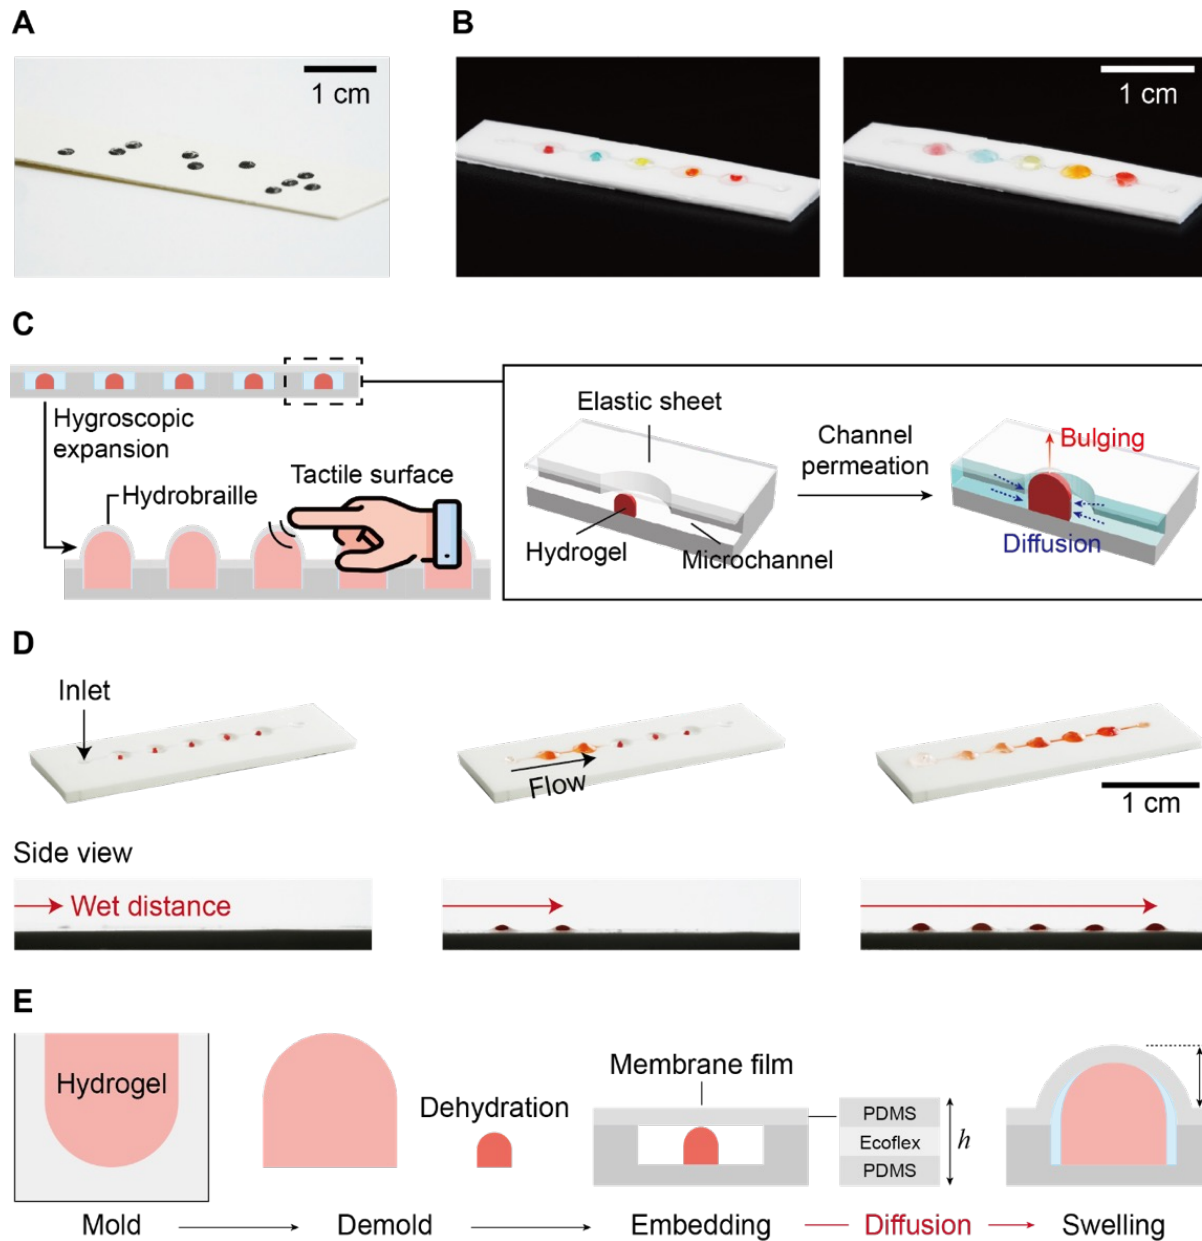 A
B
1 cm
1 cm
C
Hygroscopic
expansion
Hydrobraille
Tactile surface
Elastic sheet
Hydrogel
Microchannel
Channel
permeation
Bulging
Diffusion
D
Inlet
Flow
1 cm
Side view
Wet distance
E
Hydrogel
Dehydration
Membrane film
PDMS
Ecoflex
PDMS
h
Mold
Demold
Embedding
Diffusion
Swelling